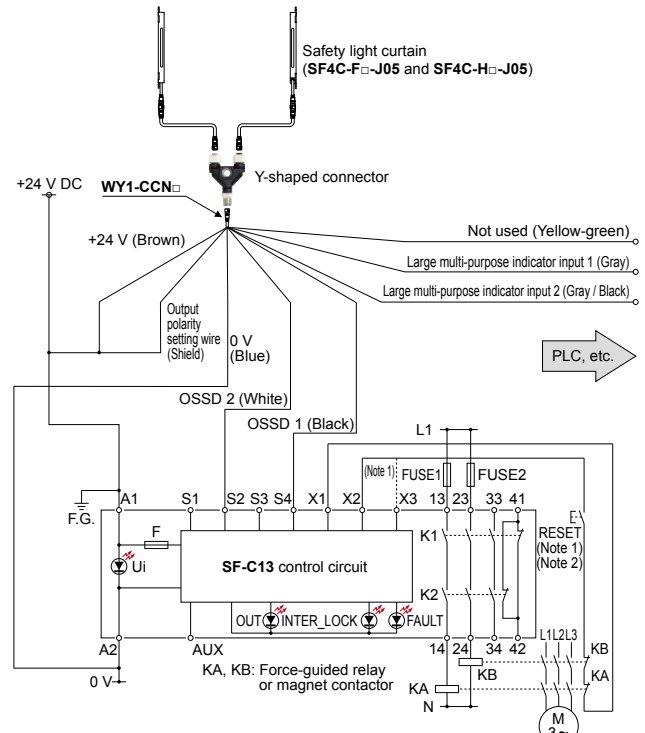 Safety light curtain
(SF4C-F□-J05 and SF4C-H□-J05)
Y-shaped connector
+24 V DC
WY1-CCN□
+24 V (Brown)
Not used (Yellow-green)
Large multi-purpose indicator input 1 (Gray)
Large multi-purpose indicator input 2 (Gray / Black)
Output
polarity
setting wire
(Shield)
0 V
(Blue)
PLC, etc.
OSSD 2 (White)
OSSD 1 (Black)
L1
(Note 1)
FUSE1
FUSE2
A1 S1 S2 S3 S4 X1 X2 X3 13 23 33 41
F.G.
F
K1
RESET
(Note 1)
(Note 2)
Ui
SF-C13 control circuit
K2
OUT INTER_LOCK FAULT
A2 AUX 14 24 34 42
L1 L2 L3
KB
KA, KB: Force-guided relay
or magnet contactor
KB
KA
0 V
KA
N
M
3~